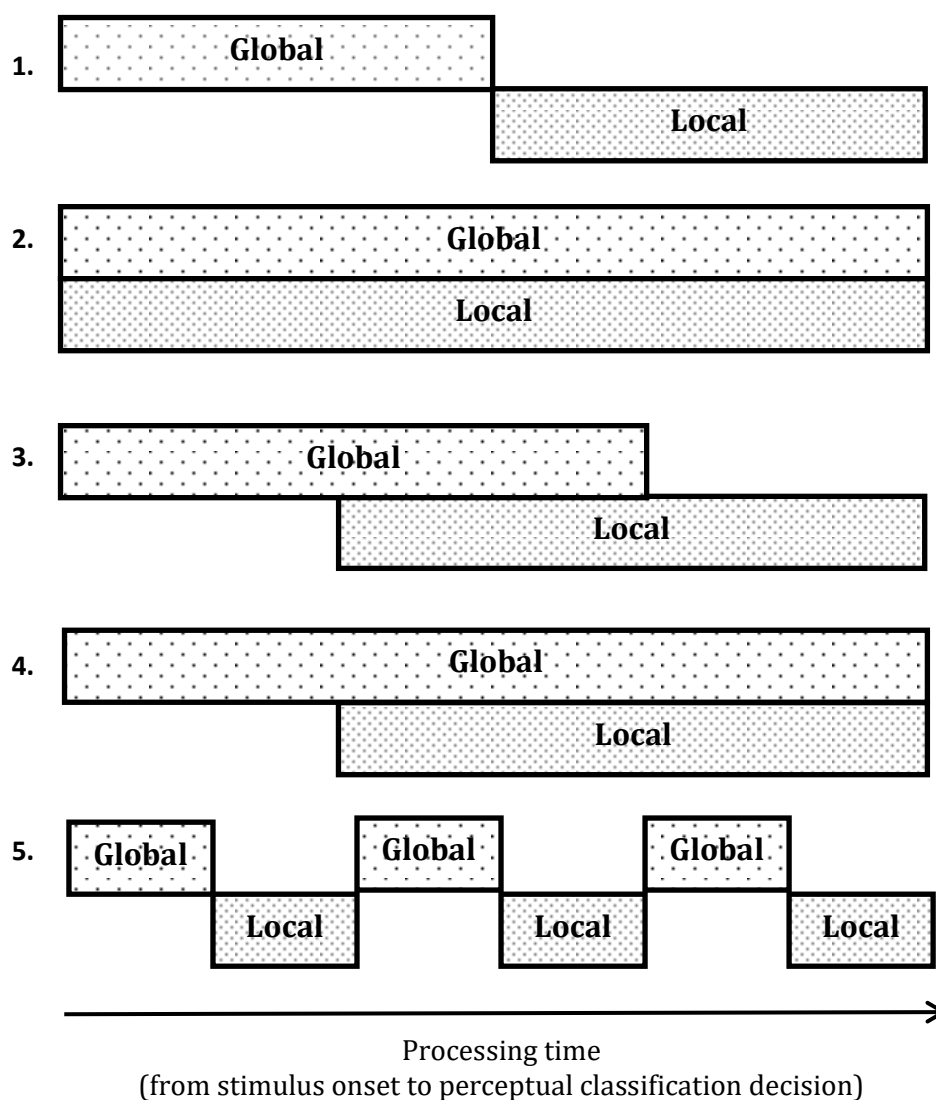 Global
1.
Local
2.
Global
Local
3.
Global
Local
4.
Global
Local
5.
Global Global Global
Local Local Local
Processing time
(from stimulus onset to perceptual classification decision)